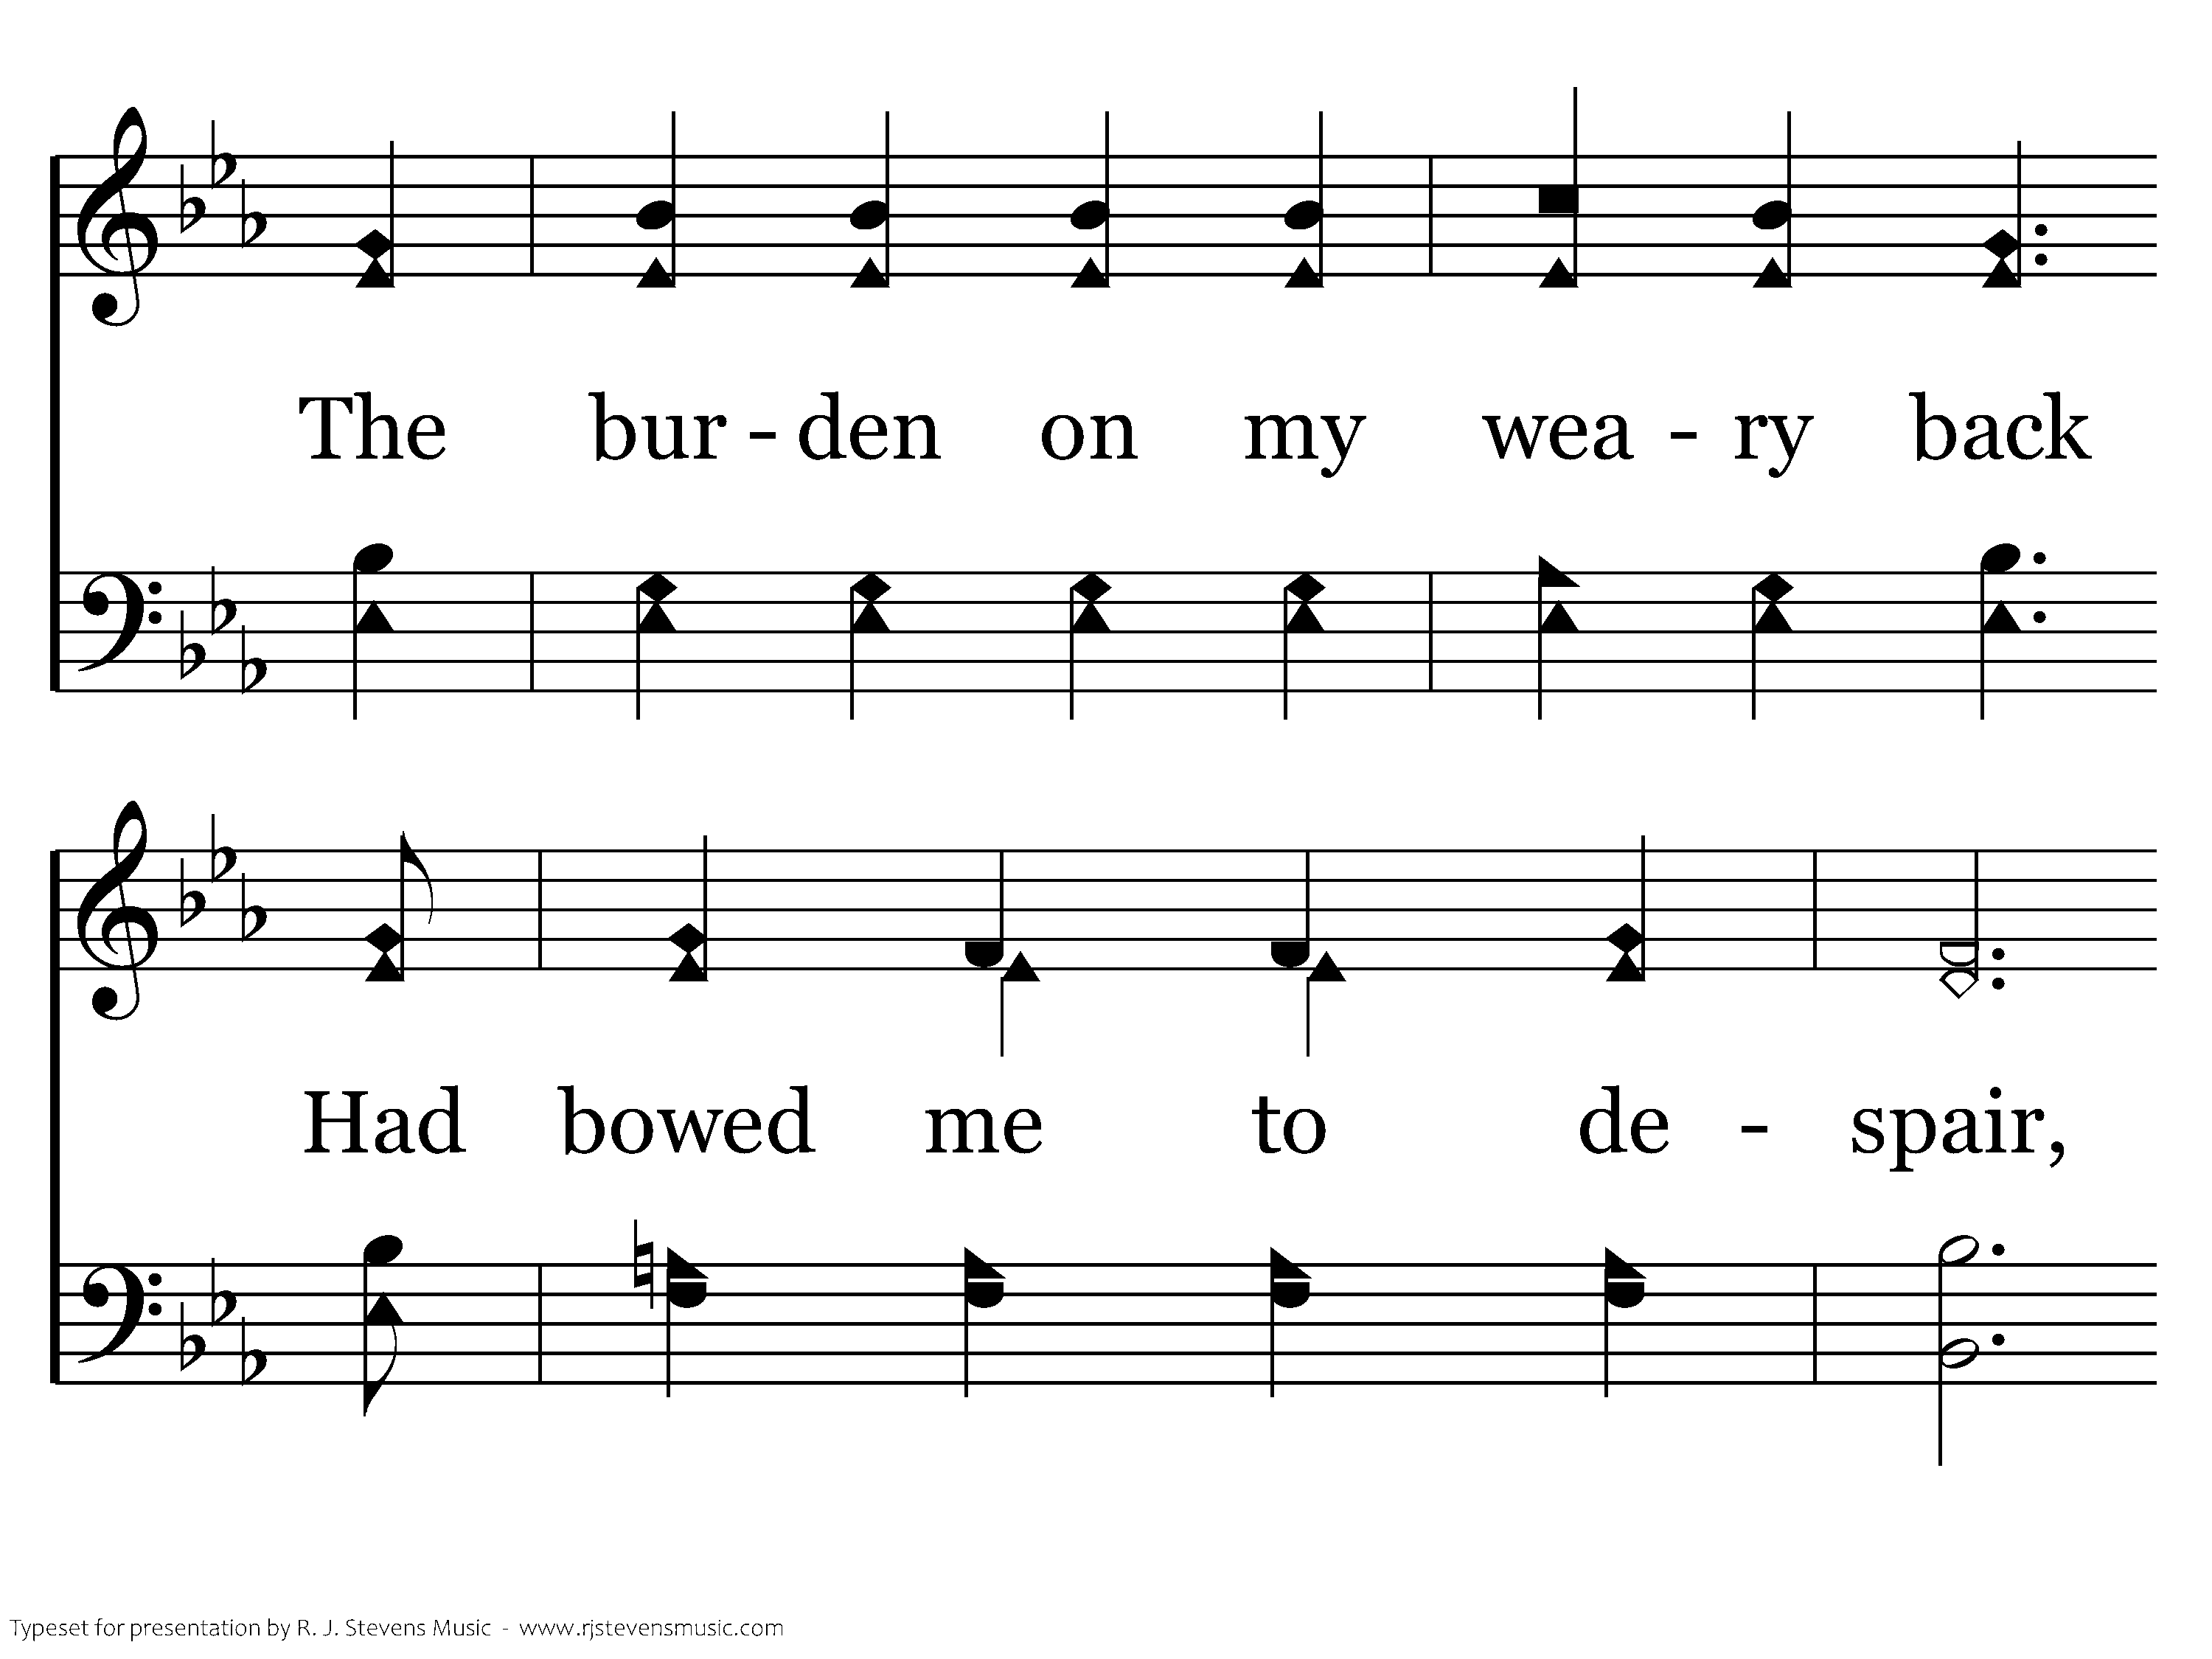 The bur - den on my wea - ry back
Had bowed me to de - spair,
Typeset for presentation by R. J. Stevens Music - www.rjstevensmusic.com